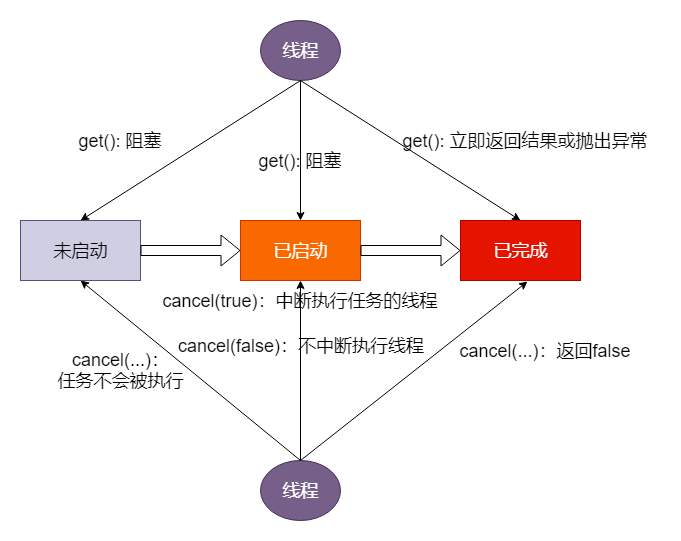 线程
get(): 阻塞
get(): 阻塞
get(): 立即返回结果或抛出异常
未启动
已启动
已完成
cancel(true)：中断执行任务的线程
cancel(false)：不中断执行线程
cancel(...)：
任务不会被执行
cancel(...)：返回false
线程